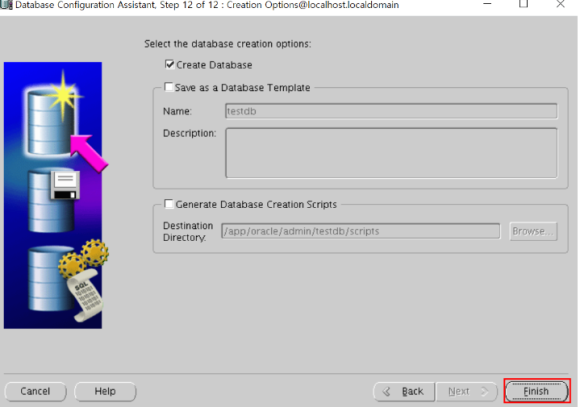 Database Configuration Assistant, Step 12 of 12 : Creation Options@localhost.localdomain
Select the database creation options:
Create Database
Save as a Database Template
Name: testdb
Description:
Generate Database Creation Scripts
Destination
Directory: /app/oracle/admin/testdb/scripts Browse...
SQL
Cancel Help Back Next Finish